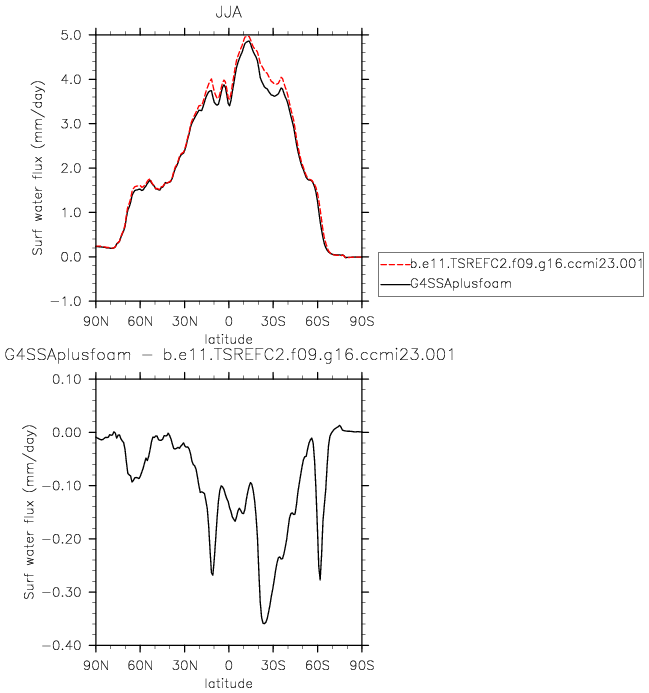 JJA
Surf water flux (mm/day)
5.0
4.0
3.0
2.0
1.0
0.0
−1.0
90N 60N 30N 0 30S 60S 90S
latitude
b.e11.TSREFC2.f09.g16.ccmi23.001
G4SSAplusfoam
G4SSAplusfoam − b.e11.TSREFC2.f09.g16.ccmi23.001
Surf water flux (mm/day)
0.10
0.00
−0.10
−0.20
−0.30
−0.40
90N 60N 30N 0 30S 60S 90S
latitude